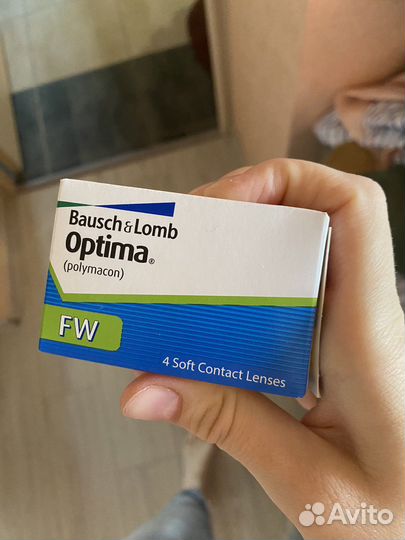 Bausch & Lomb
Optima®
(polymacon)
FW
4 Soft Contact Lenses
Avito